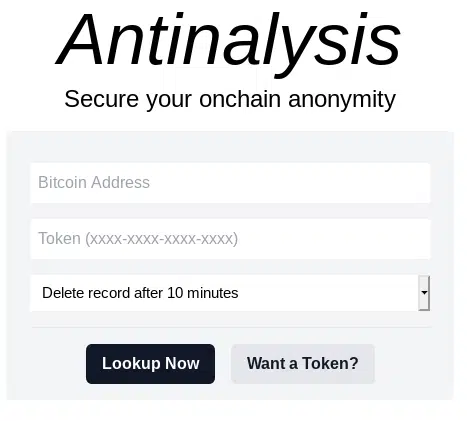 Antinalysis
Secure your onchain anonymity
Bitcoin Address
Token (xxxx-xxxx-xxxx-xxxx)
Delete record after 10 minutes
Lookup Now Want a Token?